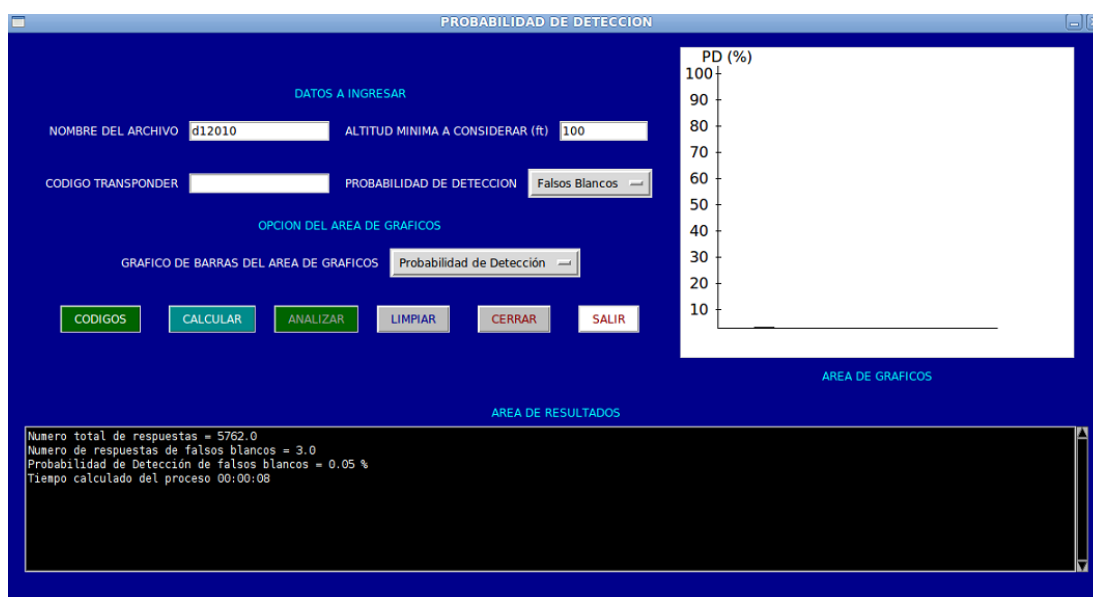 PROBABILIDAD DE DETECCION
DATOS A INGRESAR
NOMBRE DEL ARCHIVO d12010 ALTITUD MINIMA A CONSIDERAR (ft) 100
CODIGO TRANSPONDER PROBABILIDAD DE DETECCION Falsos Blancos
OPCION DEL AREA DE GRAFICOS
GRAFICO DE BARRAS DEL AREA DE GRAFICOS Probabilidad de Detección
CODIGOS CALCULAR ANALIZAR LIMPIAR CERRAR SALIR
PD (%)
100
90
80
70
60
50
40
30
20
10
AREA DE GRAFICOS
AREA DE RESULTADOS
Numero total de respuestas = 5762.0
Numero de respuestas de falsos blancos = 3.0
Probabilidad de Detección de falsos blancos = 0.05 %
Tiempo calculado del proceso 00:00:08